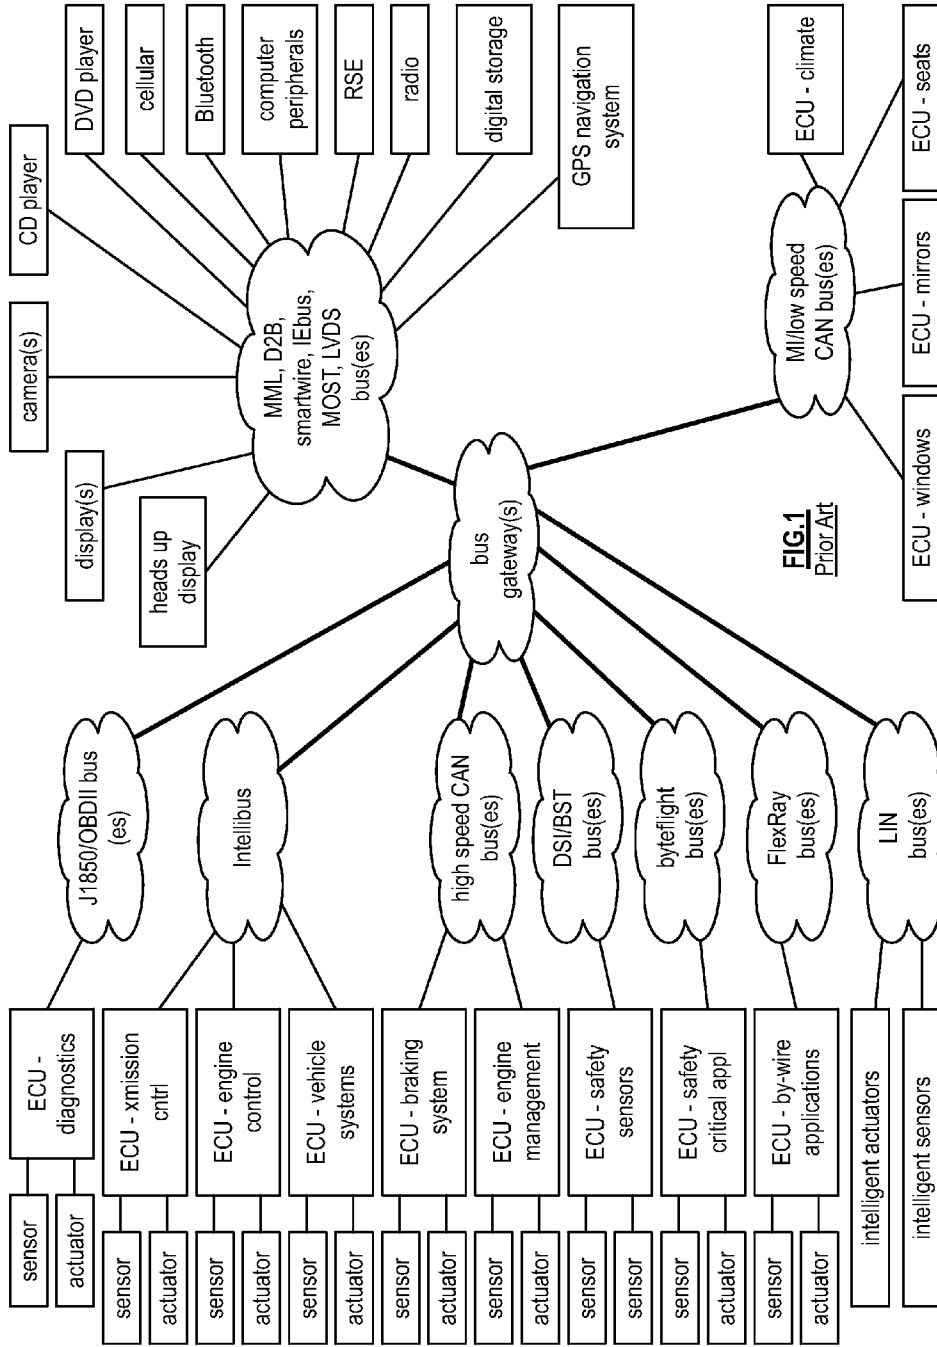 sensor
actuator
ECU -
diagnostics
J1850/OBDII bus
(es)
sensor
actuator
ECU - xmission
cntrl
sensor
actuator
ECU - engine
control
sensor
actuator
ECU - vehicle
systems
Intellibus
sensor
actuator
ECU - braking
system
sensor
actuator
ECU - engine
management
high speed CAN
bus(es)
sensor
sensor
ECU - safety
sensors
DSI/BST
bus(es)
sensor
actuator
ECU - safety
critical appl
byteflight
bus(es)
sensor
actuator
ECU - by-wire
applications
FlexRay
bus(es)
intelligent actuators
intelligent sensors
LIN
bus(es)
bus
gateway(s)
heads up
display
display(s)
camera(s)
CD player
DVD player
cellular
Bluetooth
computer
peripherals
RSE
radio
digital storage
GPS navigation
system
MML, D2B,
smartwire, IEbus,
MOST, LVDS
bus(es)
MI/low speed
CAN bus(es)
ECU - climate
ECU - windows
ECU - mirrors
ECU - seats
FIG.1
Prior Art